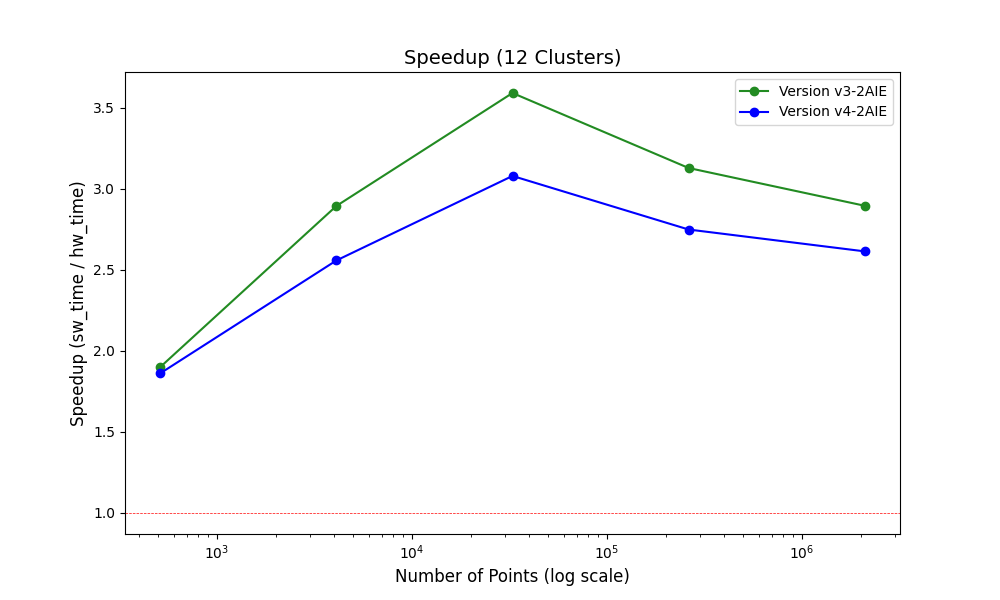 Speedup (12 Clusters)
Version v3-2AIE
Version v4-2AIE
Speedup (sw_time / hw_time)
3.5
3.0
2.5
2.0
1.5
1.0
10³ 10⁴ 10⁵ 10⁶
Number of Points (log scale)